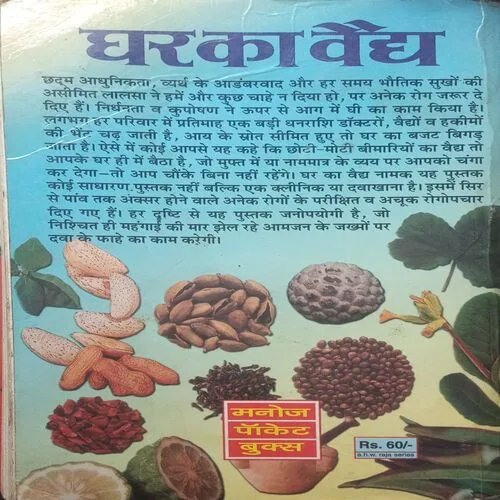 घर का वैद्य
छद्म आधुनिकता, व्यर्थ के आडंबरवाद और हर समय भौतिक सुखों की
असीमित लालसा ने हमें और कुछ चाहे न दिया हो, पर अनेक रोग जरूर दे
दिए हैं। निर्धनता व कुपोषण ने ऊपर से आग में घी का काम किया है।
लगभग हर परिवार में प्रतिमाह एक बड़ी धनराशि डॉक्टरों, वैद्यों व हकीमों
की भेंट चढ़ जाती है, आय के स्रोत सीमित हुए तो घर का बजट बिगड़
जाता है। ऐसे में कोई आपसे यह कहे कि छोटी-मोटी बीमारियों का वैद्य तो
आपके घर ही में बैठा है, जो मुफ्त में या नाममात्र के व्यय पर आपको चंगा
कर देगा—तो आप चौंके बिना नहीं रहेंगे। घर का वैद्य नामक यह पुस्तक
कोई साधारण पुस्तक नहीं बल्कि एक क्लीनिक या दवाखाना है। इसमें सिर
से पांव तक अक्सर होने वाले अनेक रोगों के परीक्षित व अचूक रोगोपचार
दिए गए हैं। हर दृष्टि से यह पुस्तक जनोपयोगी है, जो
निश्चित ही महंगाई की मार झेल रहे आमजन के जख्मों पर
दवा के फाहे का काम करेगी।
मनोज
पॉकेट
बुक्स
Rs. 60/-
a.h.w. raja series